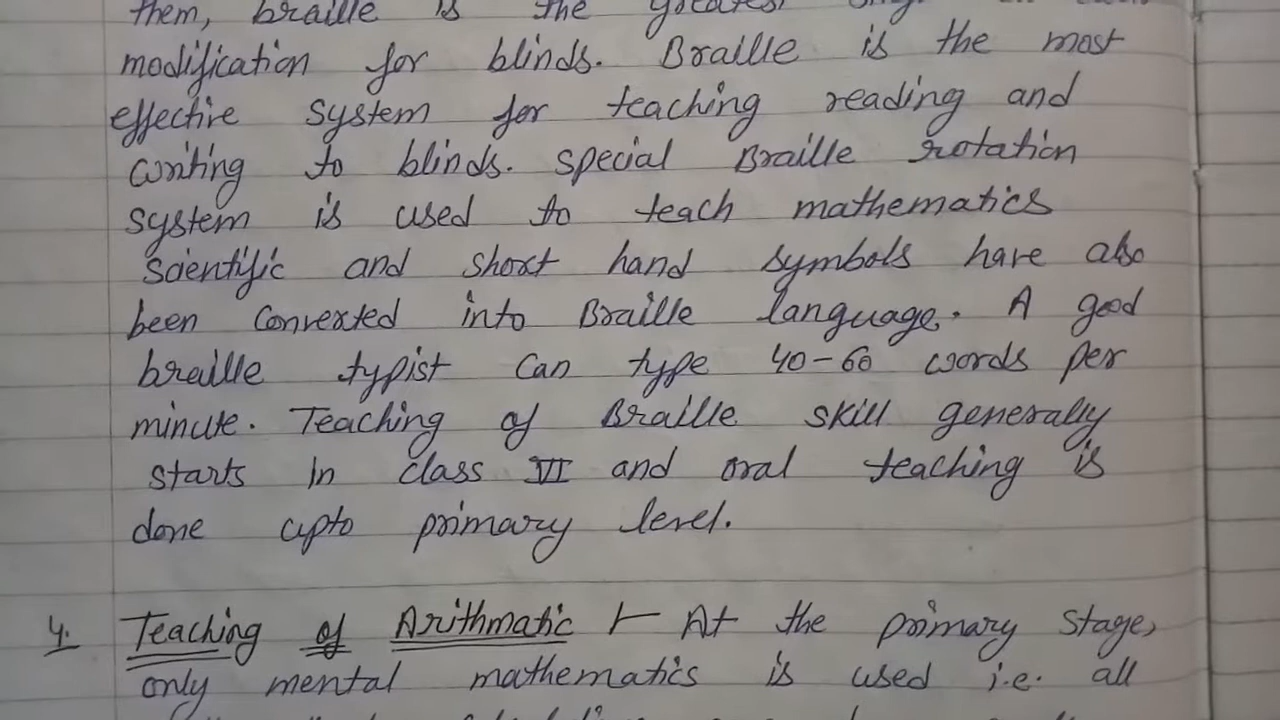 them, braille is the greatest
modification for blinds. Braille is the most
effective system for teaching reading and
writing to blinds. special Braille rotation
system is used to teach mathematics
Scientific and short hand symbols have also
been Converted into Braille language. A good
braille typist Can type 40-60 words per
minute. Teaching of Braille skill generally
starts In class VI and oral teaching is
done upto primary level.
4. Teaching of Arithmatic :- At the primary stage,
only mental mathematics is used i.e. all